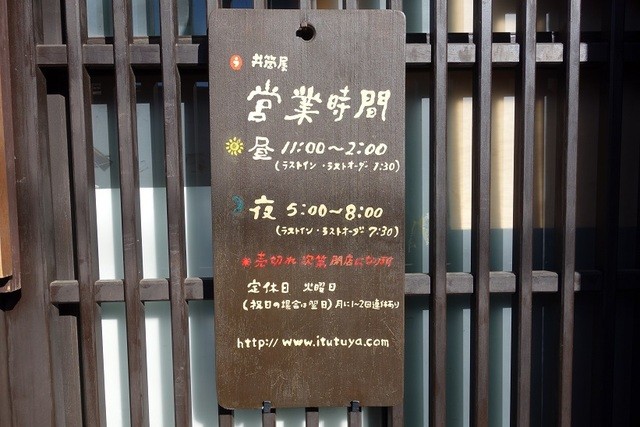 井筒屋
営業時間
昼 11:00〜2:00
(ラストイン・ラストオーダー 1:30)
夜 5:00〜8:00
(ラストイン・ラストオーダー 7:30)
※売切れ次第閉店になります
定休日 火曜日
(祝日の場合は翌日)月に1〜2回連休あり
http://www.itutuya.com